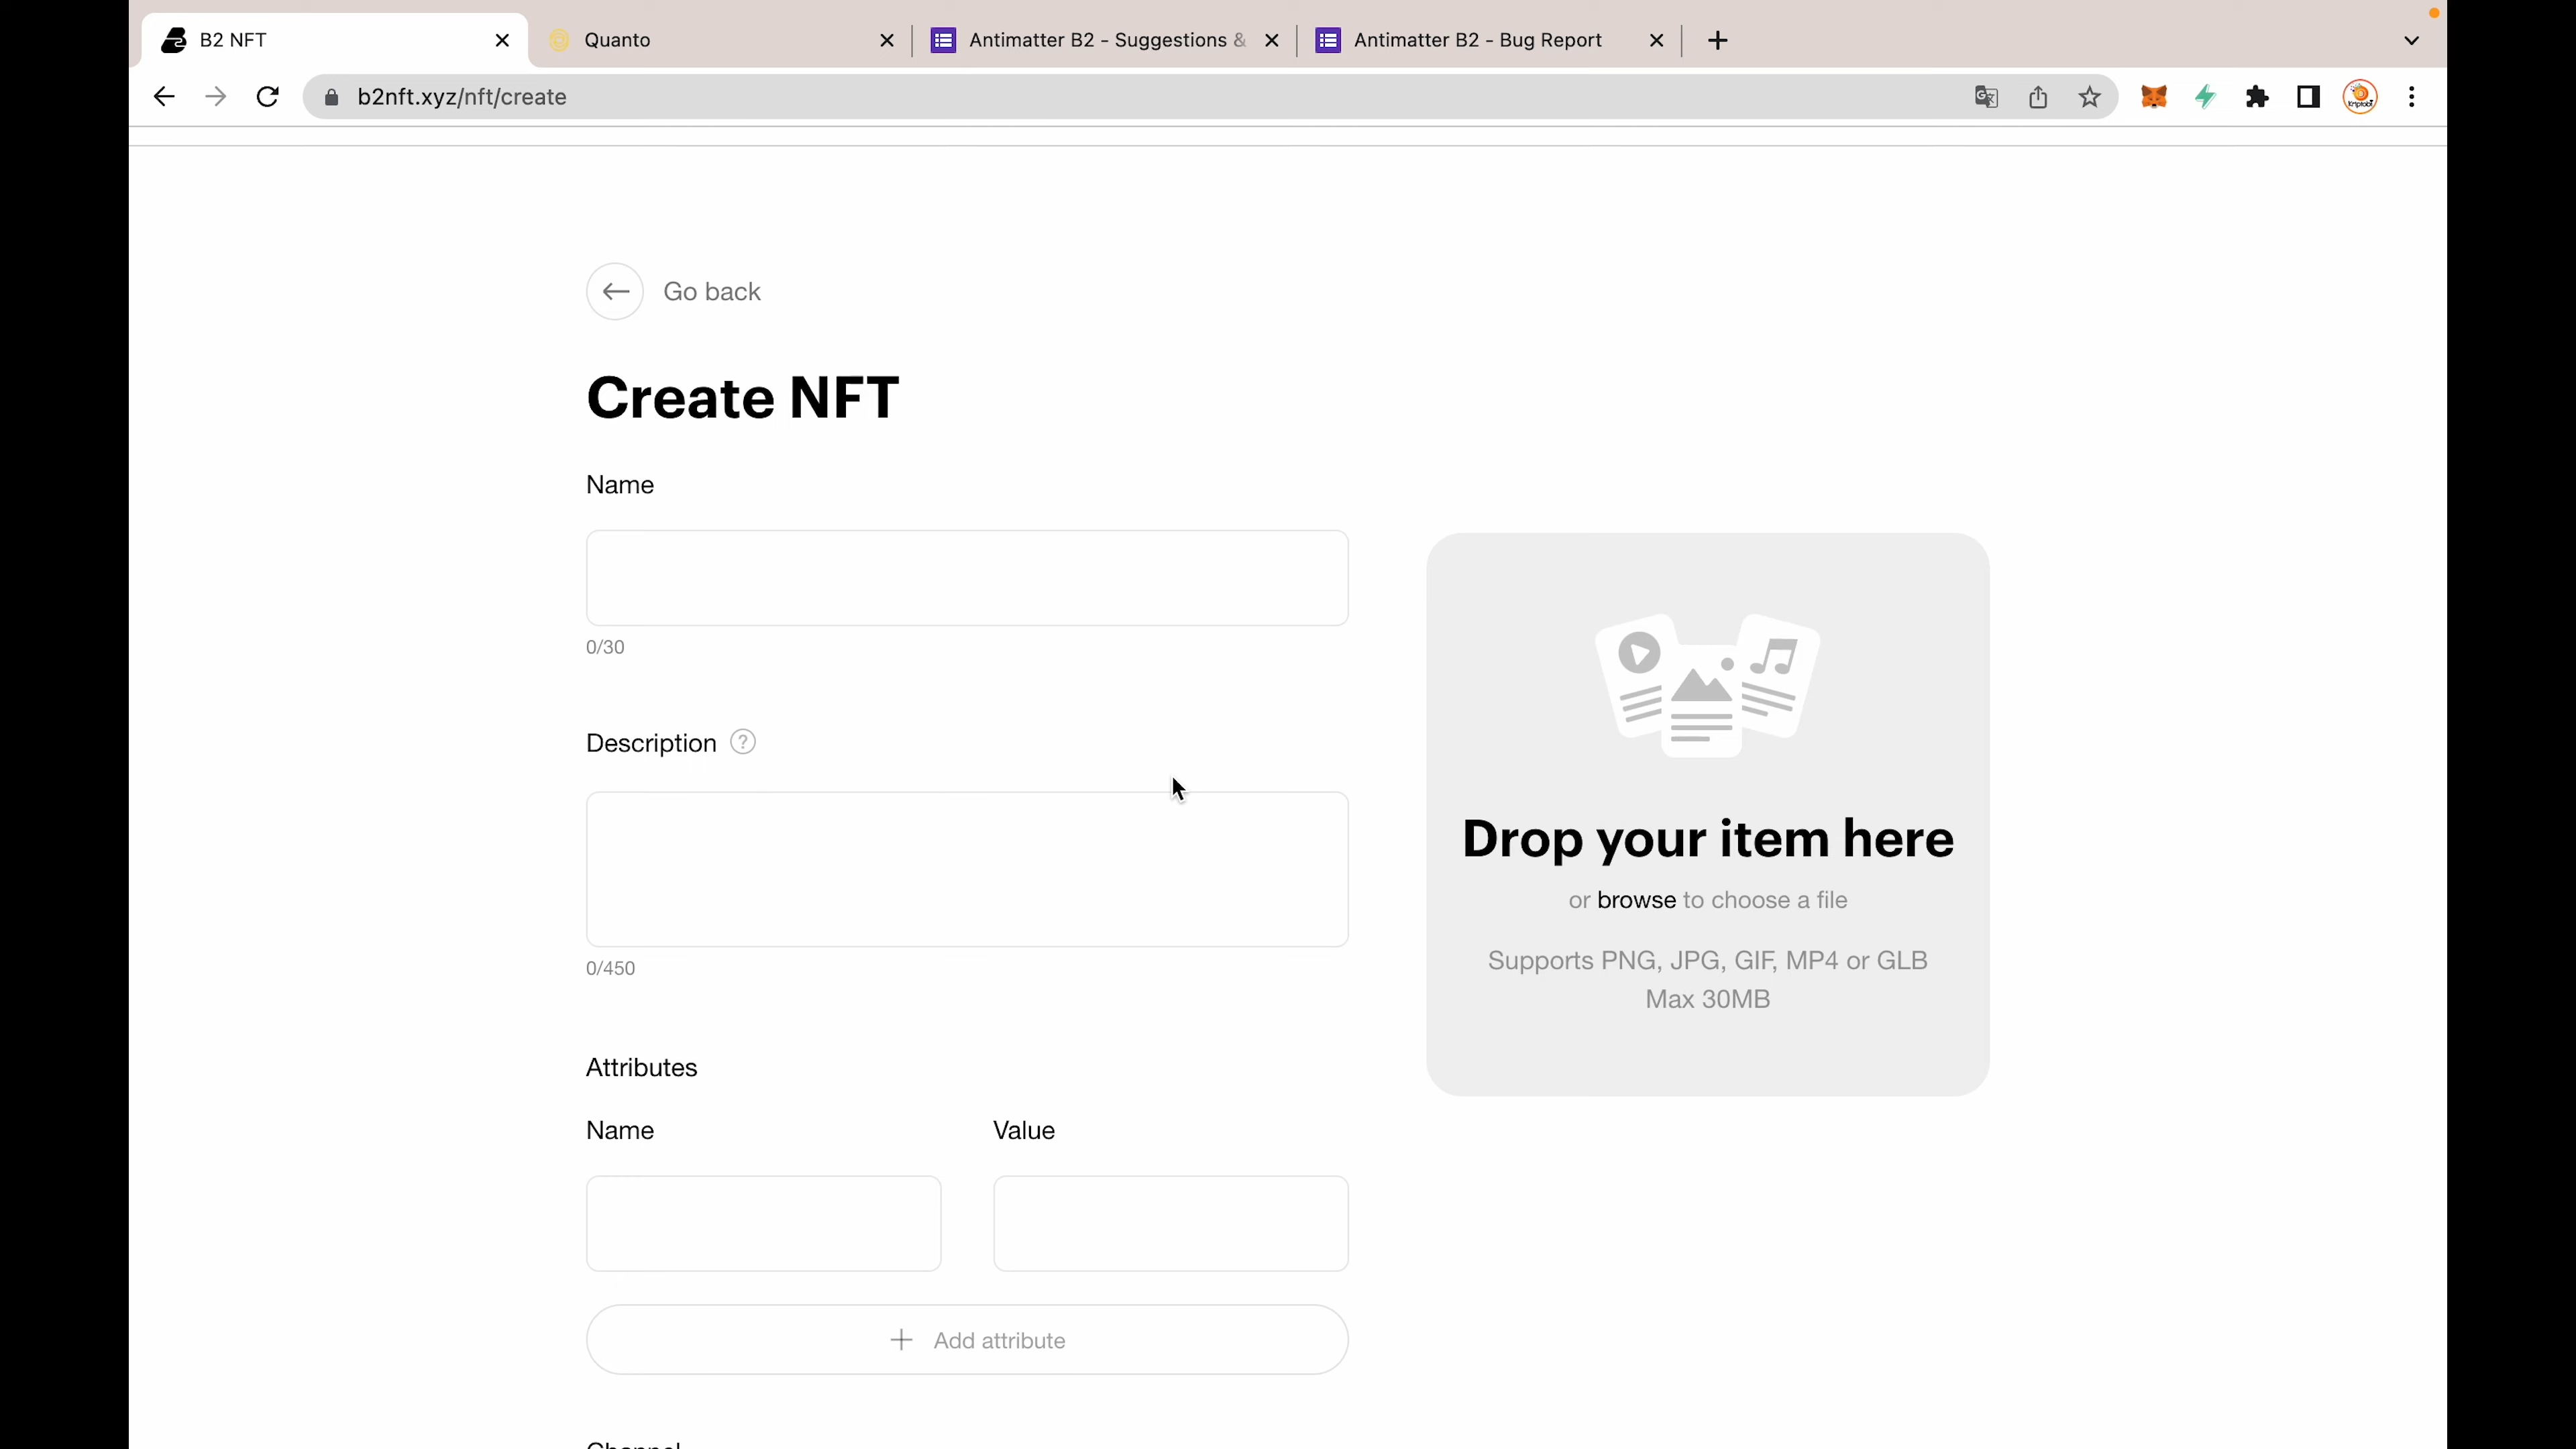 B2 NFT
Quanto
Antimatter B2 - Suggestions &
Antimatter B2 - Bug Report
b2nft.xyz/nft/create
Go back
Create NFT
Name
0/30
Description ?
0/450
Attributes
Name Value
Add attribute
Channel
Drop your item here
or browse to choose a file
Supports PNG, JPG, GIF, MP4 or GLB
Max 30MB